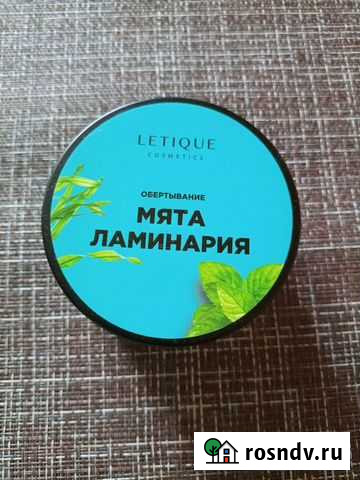 LETIQUE
COSMETICS
ОБЕРТЫВАНИЕ
МЯТА
ЛАМИНАРИЯ
rosndv.ru